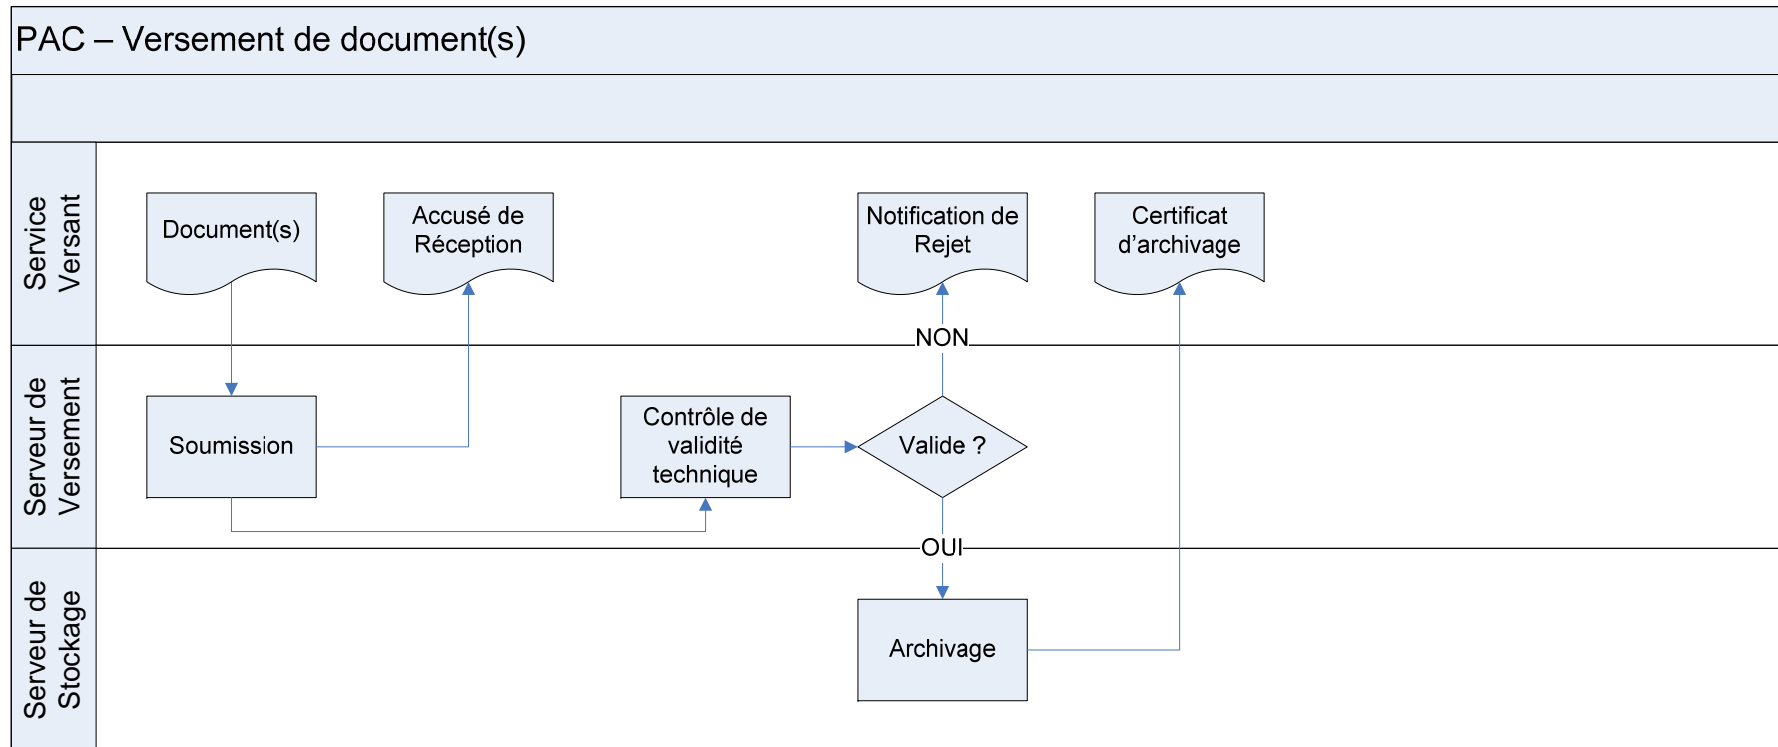 PAC – Versement de document(s)
Service
Versant
Document(s)
Accusé de
Réception
Notification de
Rejet
Certificat
d’archivage
NON
Serveur de
Versement
Soumission
Contrôle de
validité
technique
Valide ?
OUI
Serveur de
Stockage
Archivage